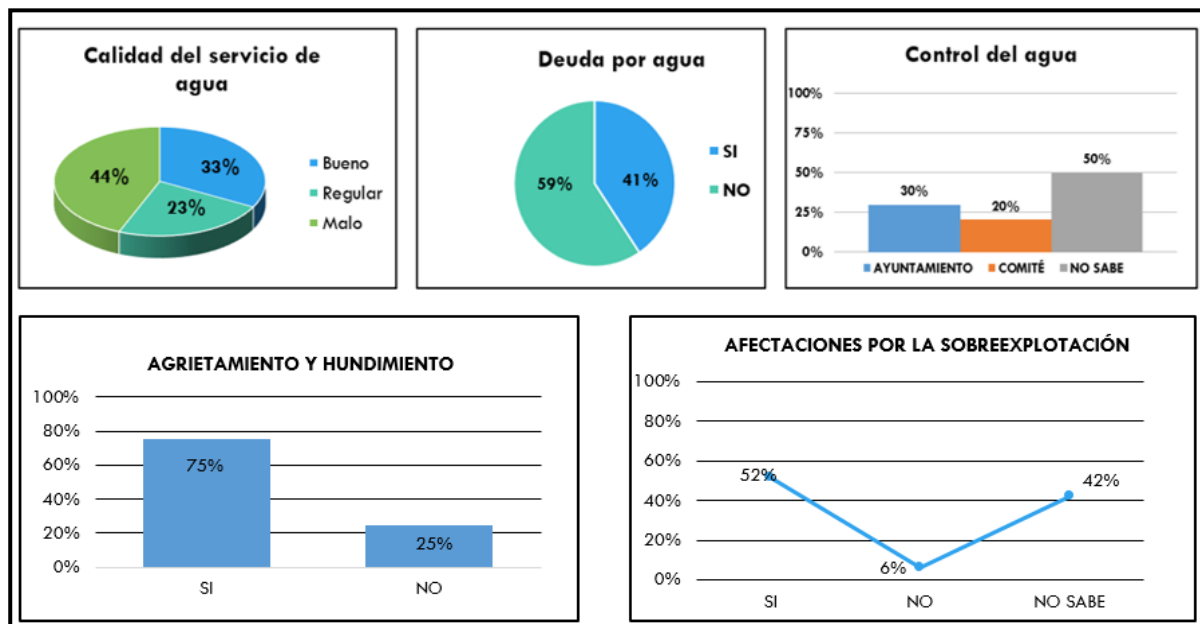 Calidad del servicio de
agua
33%
44%
23%
Bueno
Regular
Malo
Deuda por agua
59%
41%
SI
NO
Control del agua
100%
75%
50%
25%
0%
30%
20%
50%
AYUNTAMIENTO COMITÉ NO SABE
AGRIETAMIENTO Y HUNDIMIENTO
100%
80%
60%
40%
20%
0%
75%
25%
SI NO
AFECTACIONES POR LA SOBREEXPLOTACIÓN
100%
80%
60%
40%
20%
0%
52%
6%
42%
SI NO NO SABE